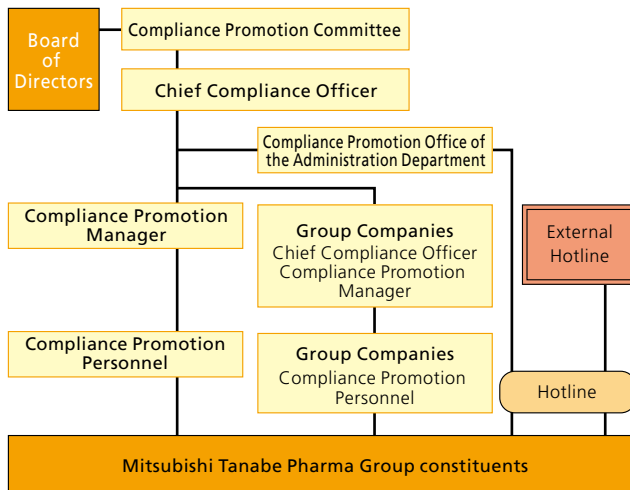 Board
of
Directors
Compliance Promotion Committee
Chief Compliance Officer
Compliance Promotion Office of
the Administration Department
Compliance Promotion
Manager
Group Companies
Chief Compliance Officer
Compliance Promotion
Manager
External
Hotline
Compliance Promotion
Personnel
Group Companies
Compliance Promotion
Personnel
Hotline
Mitsubishi Tanabe Pharma Group constituents